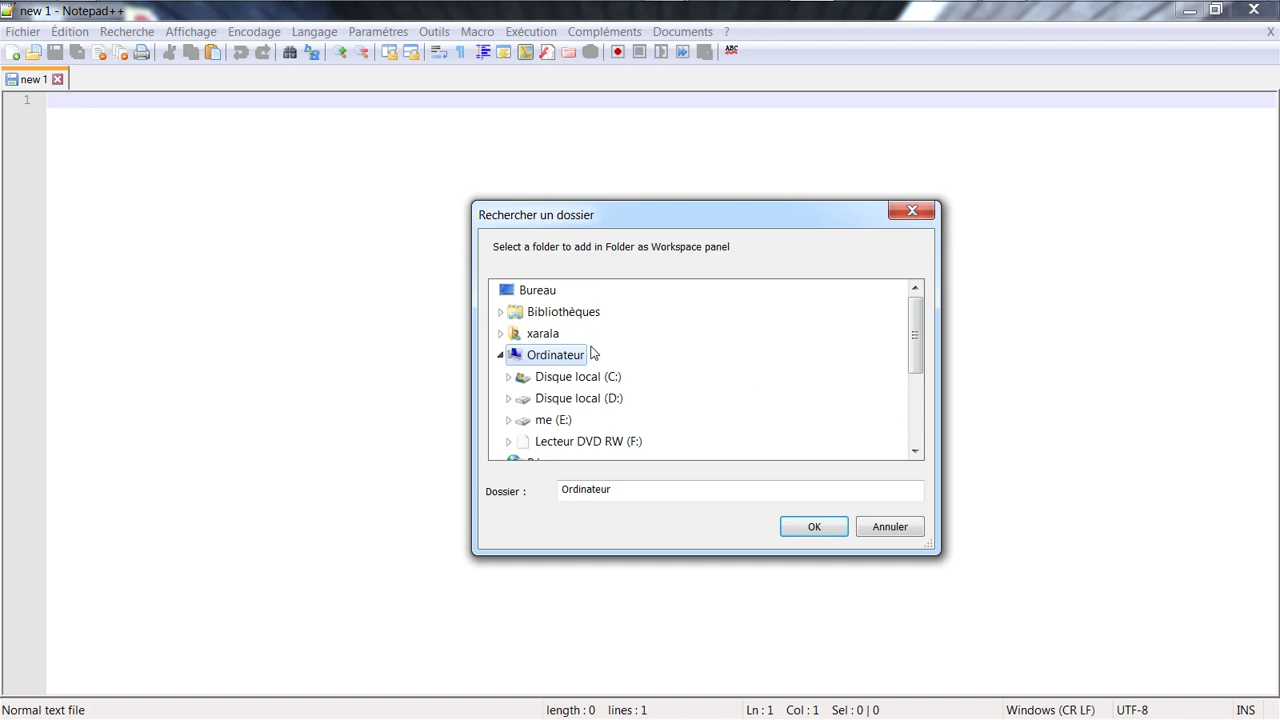 new 1 - Notepad++
Fichier Édition Recherche Affichage Encodage Langage Paramétres Outils Macro Exécution Compléments Documents ? X
ABC
new 1
1
Rechercher un dossier
Select a folder to add in Folder as Workspace panel
Bureau
Bibliothèques
xarala
Ordinateur
Disque local (C:)
Disque local (D:)
me (E:)
Lecteur DVD RW (F:)
Dossier : Ordinateur
OK Annuler
Normal text file length : 0 lines : 1 Ln : 1 Col : 1 Sel : 0 | 0 Windows (CR LF) UTF-8 INS